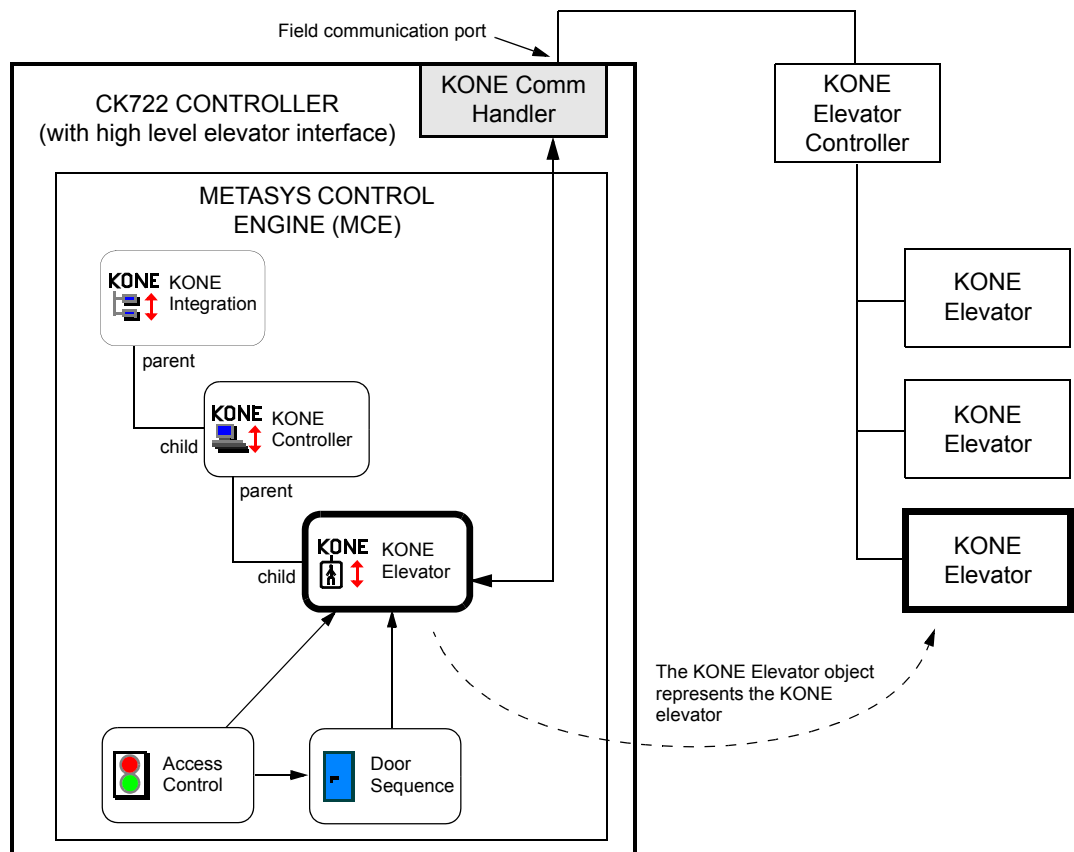 Field communication port
KONE Comm
Handler
CK722 CONTROLLER
(with high level elevator interface)
KONE
Elevator
Controller
METASYS CONTROL
ENGINE (MCE)
KONE
KONE
Integration
parent
KONE
KONE
Controller
child
parent
KONE
KONE
Elevator
child
KONE
Elevator
KONE
Elevator
KONE
Elevator
The KONE Elevator object
represents the KONE
elevator
Access
Control
Door
Sequence